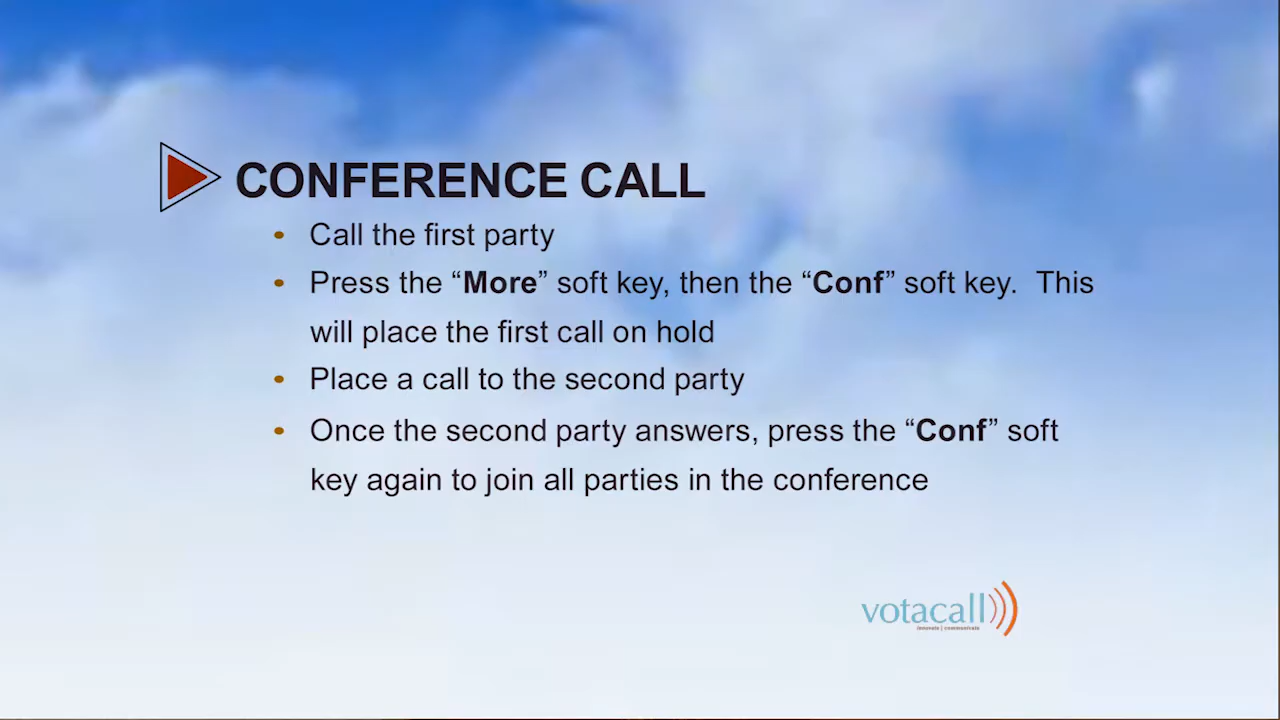 CONFERENCE CALL
• Call the first party
• Press the “More” soft key, then the “Conf” soft key.  This
will place the first call on hold
• Place a call to the second party
• Once the second party answers, press the “Conf” soft
key again to join all parties in the conference
votacall
innovate | communicate